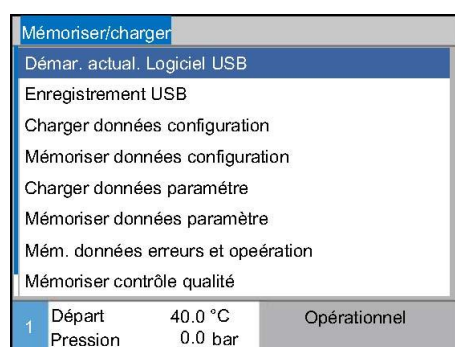 Mémoriser/charger
Démar. actual. Logiciel USB
Enregistrement USB
Charger données configuration
Mémoriser données configuration
Charger données paramétre
Mémoriser données paramètre
Mém. données erreurs et opeération
Mémoriser contrôle qualité
1 Départ 40.0 °C Opérationnel
Pression 0.0 bar